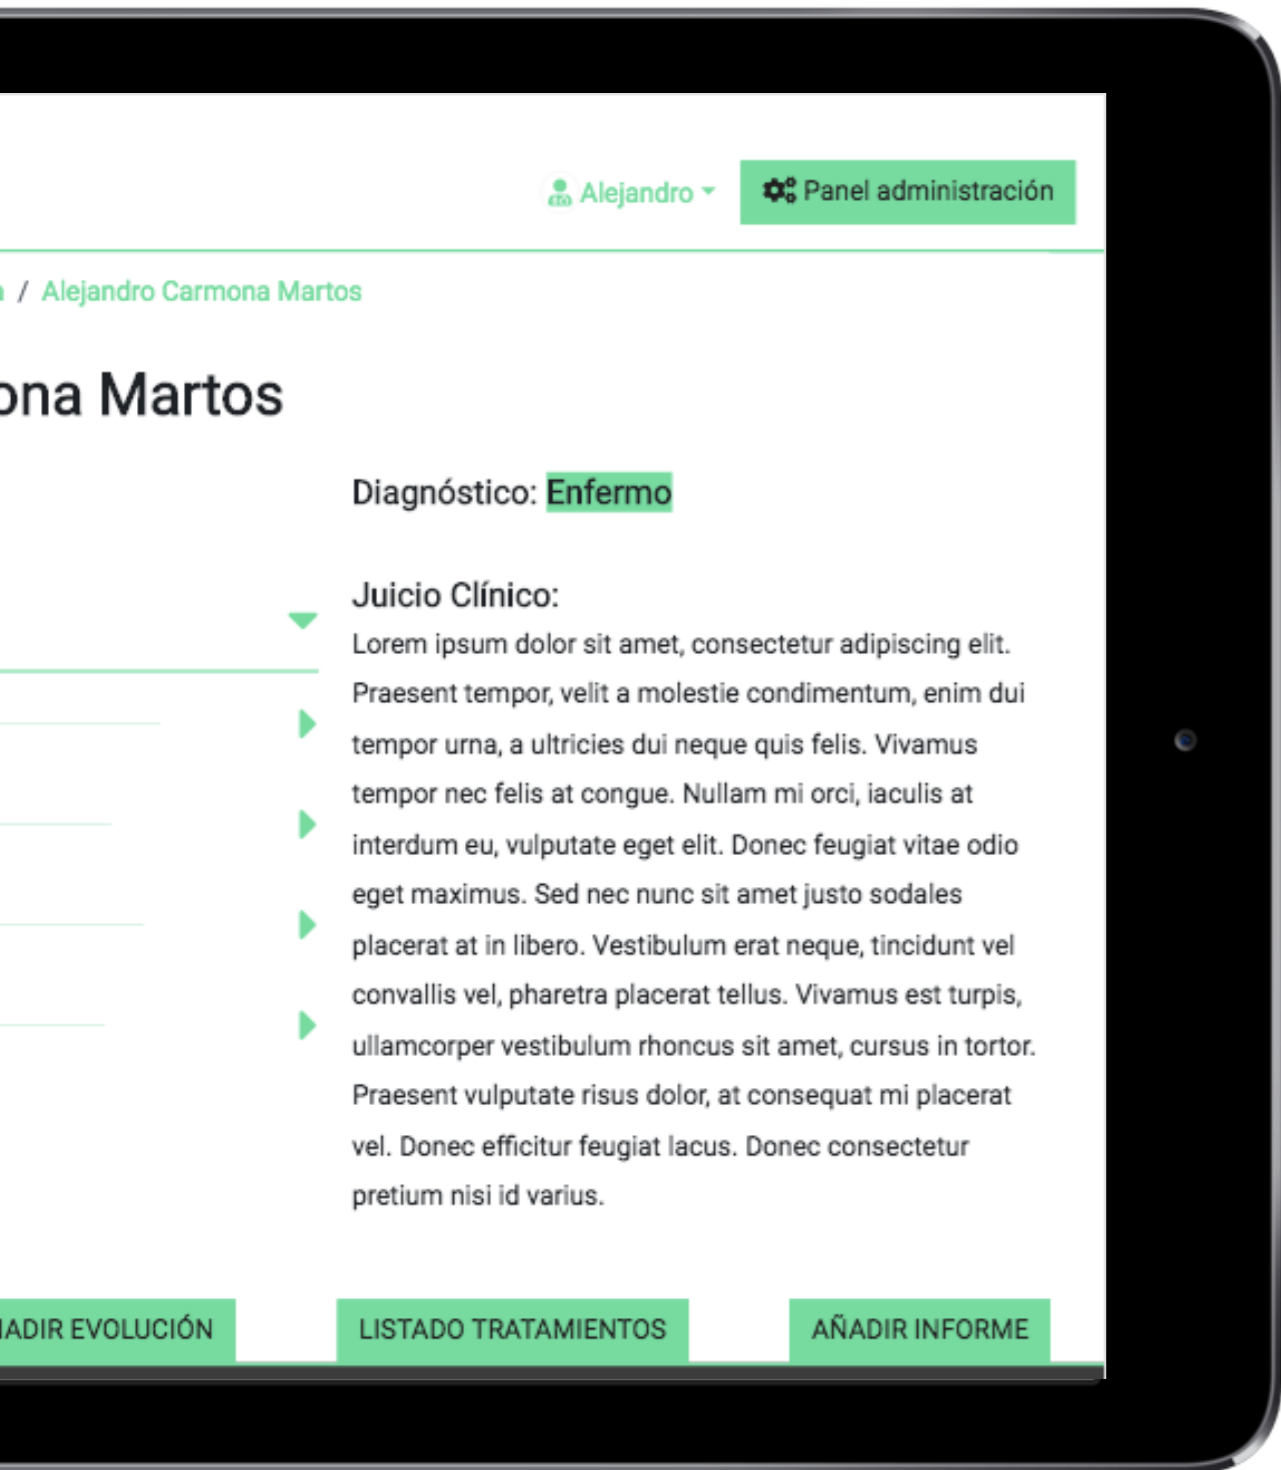 Alejandro
Panel administración
/ Alejandro Carmona Martos
ona Martos
Diagnóstico: Enfermo
Juicio Clínico:
Lorem ipsum dolor sit amet, consectetur adipiscing elit.
Praesent tempor, velit a molestie condimentum, enim dui
tempor urna, a ultricies dui neque quis felis. Vivamus
tempor nec felis at congue. Nullam mi orci, iaculis at
interdum eu, vulputate eget elit. Donec feugiat vitae odio
eget maximus. Sed nec nunc sit amet justo sodales
placerat at in libero. Vestibulum erat neque, tincidunt vel
convallis vel, pharetra placerat tellus. Vivamus est turpis,
ullamcorper vestibulum rhoncus sit amet, cursus in tortor.
Praesent vulputate risus dolor, at consequat mi placerat
vel. Donec efficitur feugiat lacus. Donec consectetur
pretium nisi id varius.
ADIR EVOLUCIÓN
LISTADO TRATAMIENTOS
AÑADIR INFORME